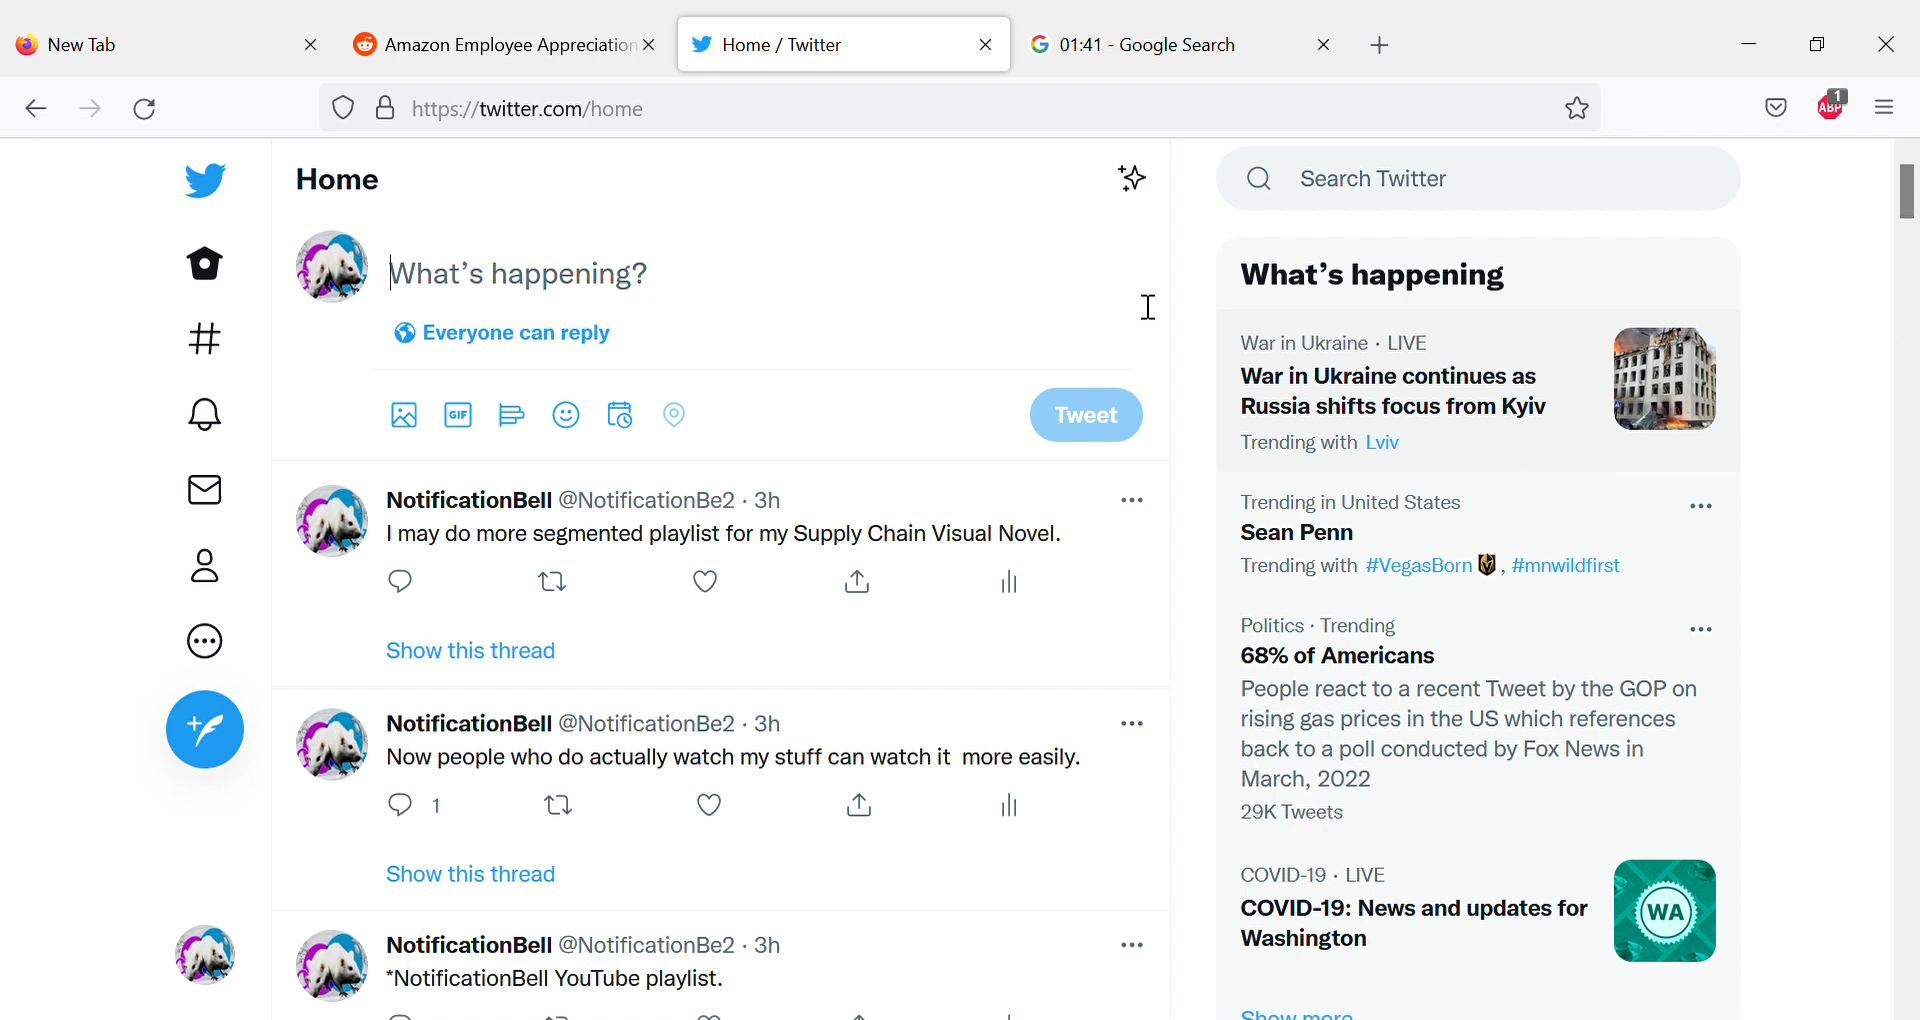 New Tab
Amazon Employee Appreciation
Home / Twitter
01:41 - Google Search
https://twitter.com/home
ABP
1
Home
What's happening?
Everyone can reply
GIF
Tweet
NotificationBell @NotificationBe2 · 3h
I may do more segmented playlist for my Supply Chain Visual Novel.
Show this thread
NotificationBell @NotificationBe2 · 3h
Now people who do actually watch my stuff can watch it  more easily.
1
Show this thread
NotificationBell @NotificationBe2 · 3h
*NotificationBell YouTube playlist.
Search Twitter
What's happening
War in Ukraine · LIVE
War in Ukraine continues as
Russia shifts focus from Kyiv
Trending with Lviv
Trending in United States
Sean Penn
Trending with #VegasBorn , #mnwildfirst
Politics · Trending
68% of Americans
People react to a recent Tweet by the GOP on
rising gas prices in the US which references
back to a poll conducted by Fox News in
March, 2022
29K Tweets
COVID-19 · LIVE
COVID-19: News and updates for
Washington
WA
Show more